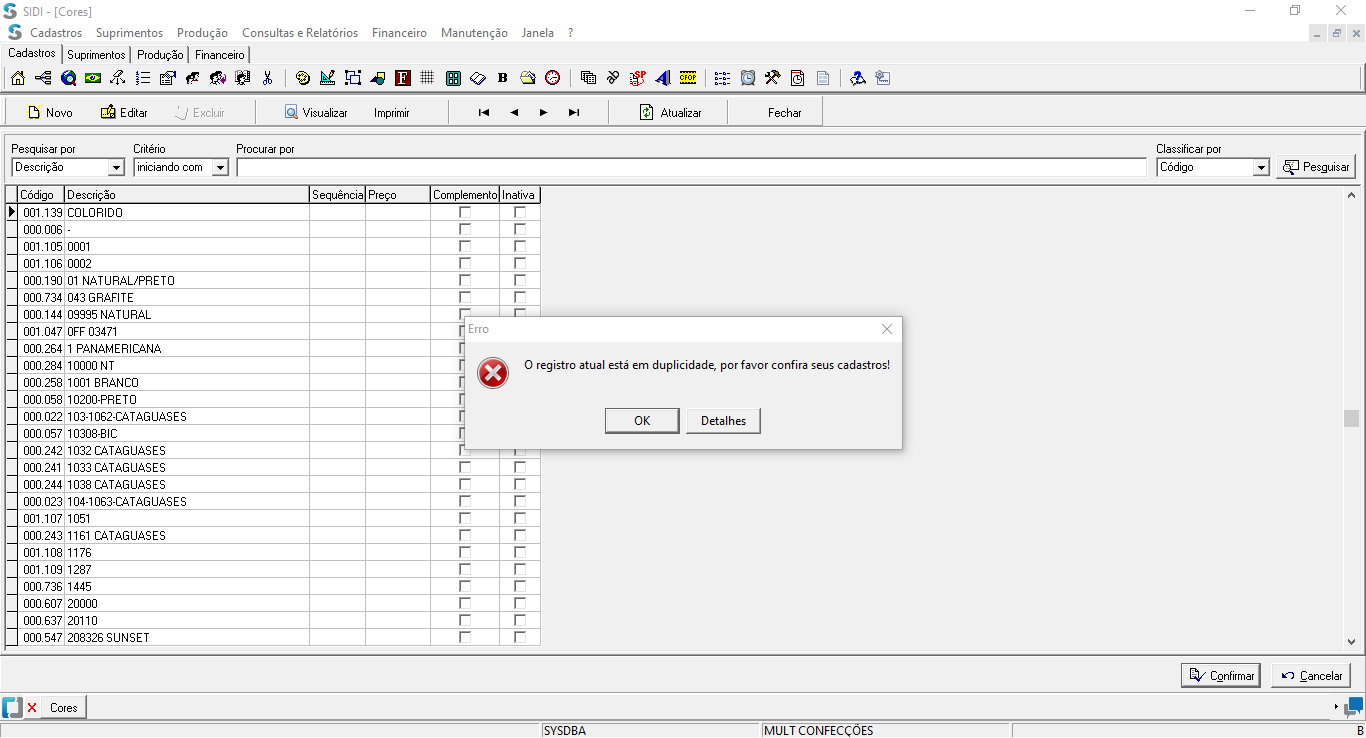 SIDI - [Cores]
Cadastros Suprimentos Produção Consultas e Relatórios Financeiro Manutenção Janela ?
Cadastros Suprimentos Produção Financeiro
Novo Editar Excluir Visualizar Imprimir Atualizar Fechar
Pesquisar por Critério Procurar por Classificar por
Descrição iniciando com Código Pesquisar
Código Descrição Sequência Preço Complemento Inativa
001.139 COLORIDO
000.006 -
001.105 0001
001.106 0002
000.190 01 NATURAL/PRETO
000.734 043 GRAFITE
000.144 09995 NATURAL
001.047 0FF 03471
000.264 1 PANAMERICANA
000.284 10000 NT
000.258 1001 BRANCO
000.058 10200-PRETO
000.022 103-1062-CATAGUASES
000.057 10308-BIC
000.242 1032 CATAGUASES
000.241 1033 CATAGUASES
000.244 1038 CATAGUASES
000.023 104-1063-CATAGUASES
001.107 1051
000.243 1161 CATAGUASES
001.108 1176
001.109 1287
000.736 1445
000.607 20000
000.637 20110
000.547 208326 SUNSET
Erro
O registro atual está em duplicidade, por favor confira seus cadastros!
OK Detalhes
Confirmar Cancelar
Cores
SYSDBA MULT CONFECÇÕES B